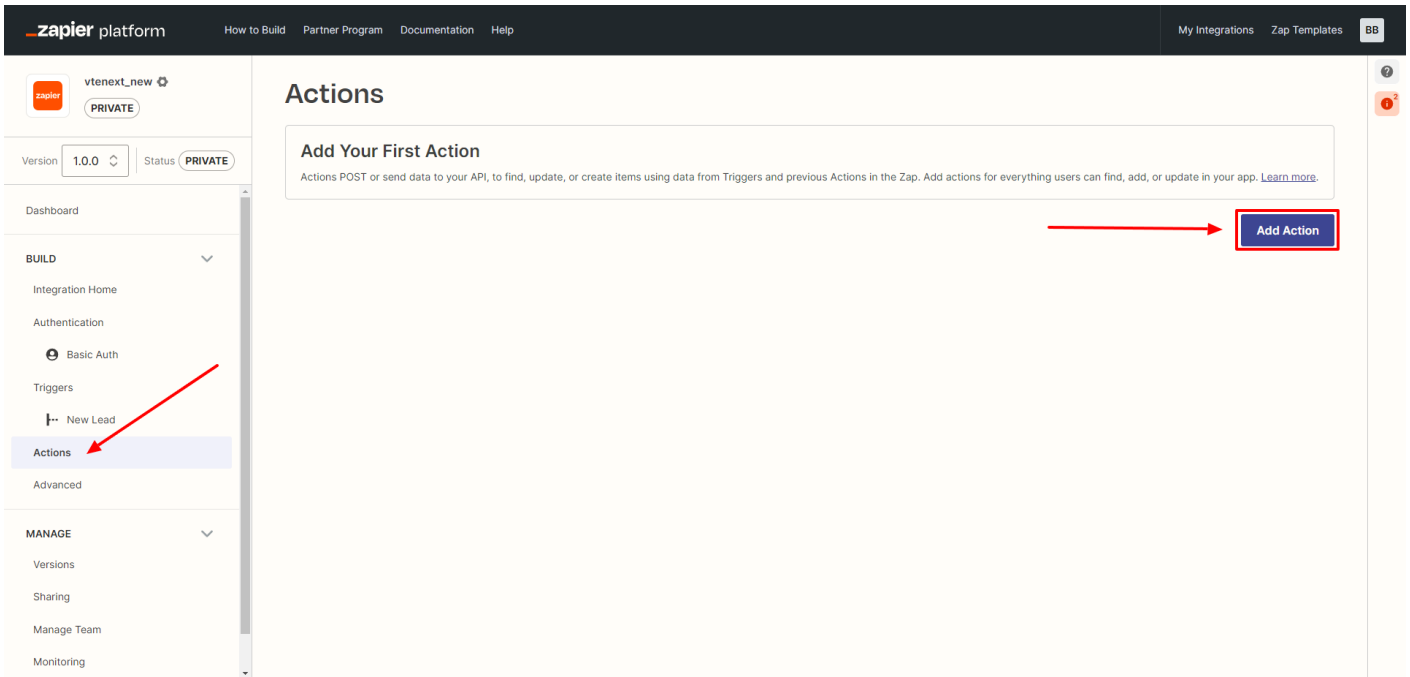 _zapier platform
How to Build Partner Program Documentation Help
My Integrations Zap Templates BB
zapier
vtenext_new
PRIVATE
Version 1.0.0 Status PRIVATE
Dashboard
BUILD
Integration Home
Authentication
Basic Auth
Triggers
New Lead
Actions
Advanced
MANAGE
Versions
Sharing
Manage Team
Monitoring
Actions
Add Your First Action
Actions POST or send data to your API, to find, update, or create items using data from Triggers and previous Actions in the Zap. Add actions for everything users can find, add, or update in your app. Learn more.
Add Action
?
2